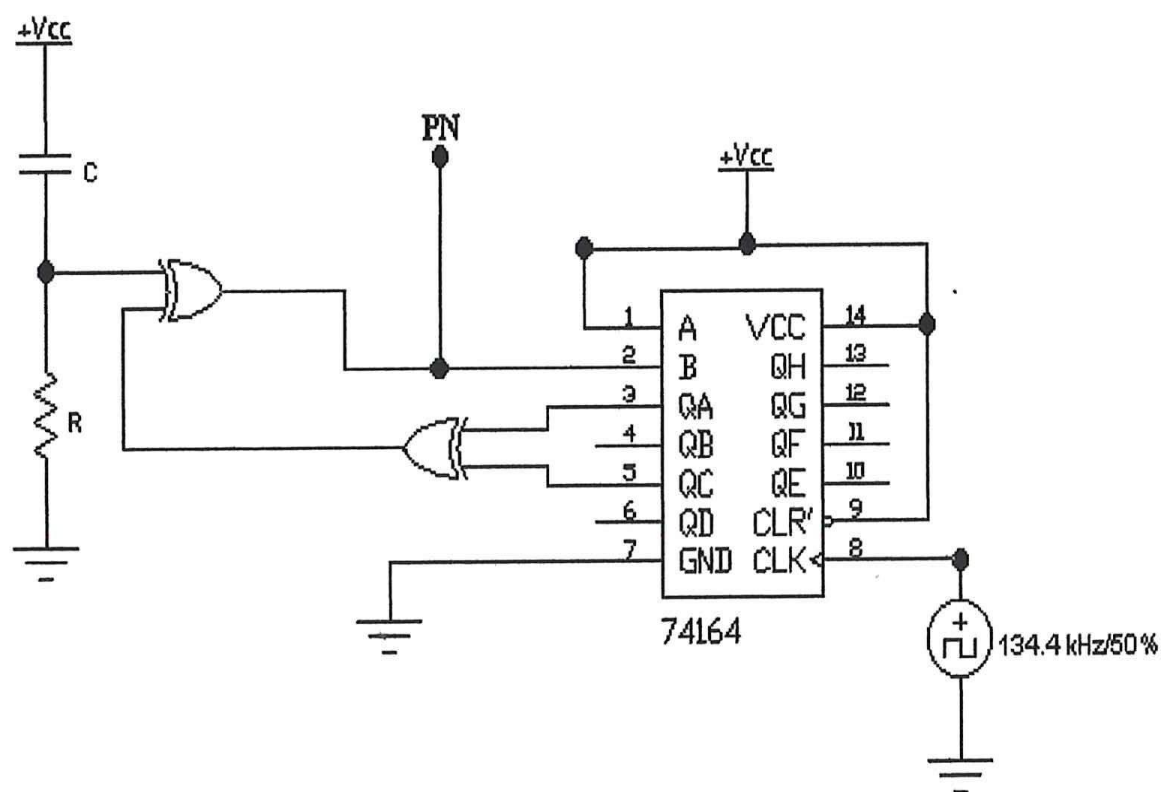 +Vcc
C
R
PN
+Vcc
1 A VCC 14
2 B QH 13
3 QA QG 12
4 QB QF 11
5 QC QE 10
6 QD CLR' 9
7 GND CLK 8
74164
+
134.4 kHz/50%